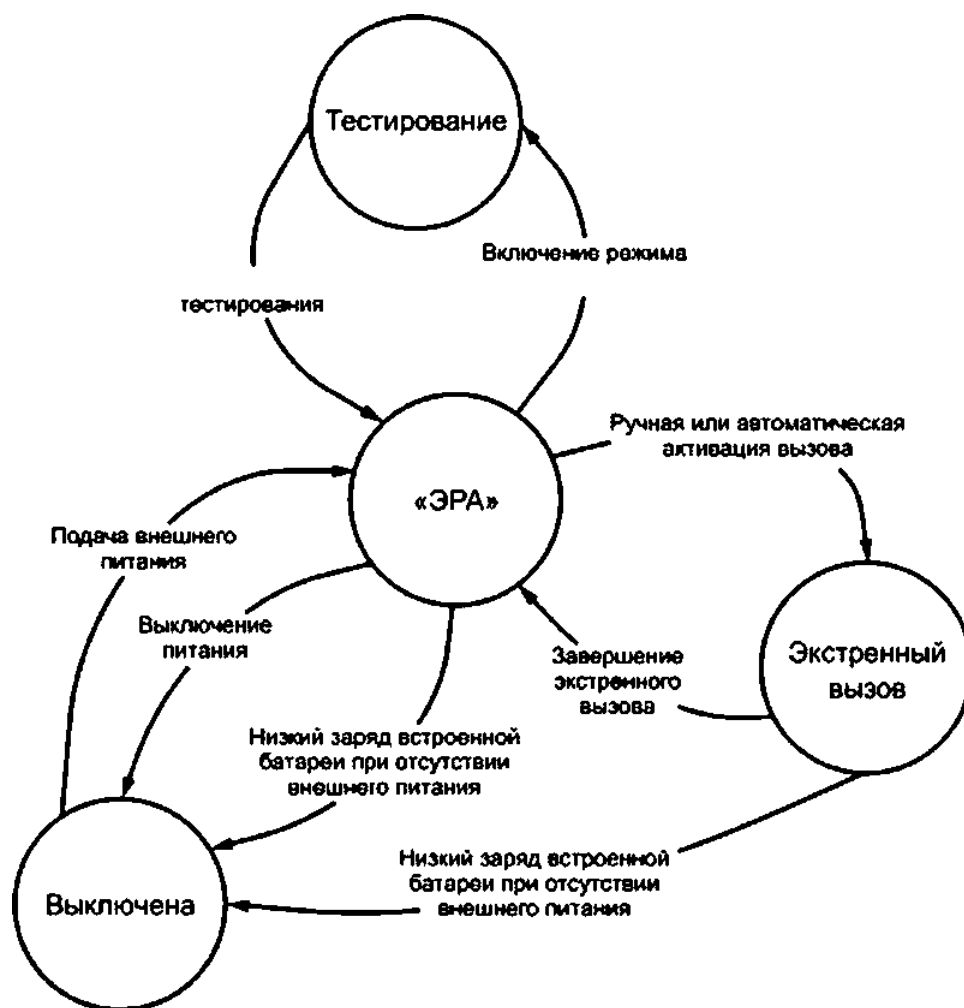 Тестирование
Включение режима
тестирования
Ручная или автоматическая
активация вызова
«ЭРА»
Подача внешнего
питания
Выключение
питания
Завершение
экстренного
вызова
Экстренный
вызов
Низкий заряд встроенной
батареи при отсутствии
внешнего питания
Низкий заряд встроенной
батареи при отсутствии
внешнего питания
Выключена